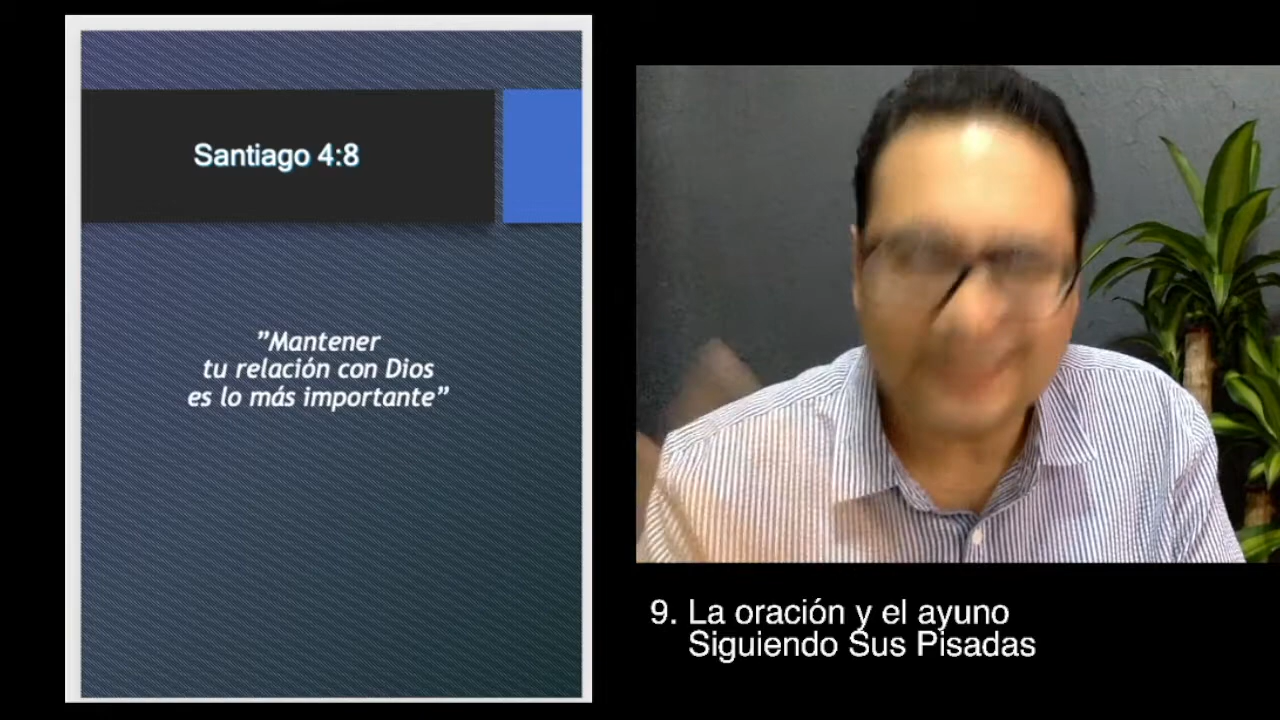 Santiago 4:8
”Mantener
tu relación con Dios
es lo más importante”
9. La oración y el ayuno
Siguiendo Sus Pisadas